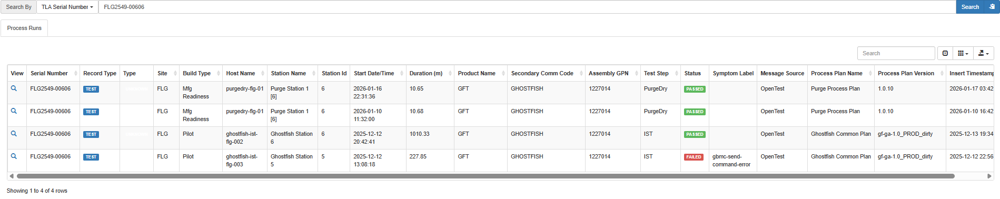 Search By TLA Serial Number FLG2549-00606 Search
Process Runs
Search
View Serial Number Record Type Type Site Build Type Host Name Station Name Station Id Start Date/Time Duration (m) Product Name Secondary Comm Code Assembly GPN Test Step Status Symptom Label Message Source Process Plan Name Process Plan Version Insert Timestamp
FLG2549-00606 TEST FLG Mfg purgedry-flg-01 Purge Station 1 6 2026-01-16 10.65 GFT GHOSTFISH 1227014 PurgeDry PASSED OpenTest Purge Process Plan 1.0.10 2026-01-17 03:42
Readiness [6] 22:31:36
FLG2549-00606 TEST FLG Mfg purgedry-flg-01 Purge Station 1 6 2026-01-10 10.68 GFT GHOSTFISH 1227014 PurgeDry PASSED OpenTest Purge Process Plan 1.0.10 2026-01-10 16:42
Readiness [6] 11:32:00
FLG2549-00606 TEST FLG Pilot ghostfish-ist- Ghostfish Station 6 2025-12-12 1010.33 GFT GHOSTFISH 1227014 IST PASSED OpenTest Ghostfish Common Plan gf-ga-1.0_PROD_dirty 2025-12-13 19:34
flg-002 6 20:42:41
FLG2549-00606 TEST FLG Pilot ghostfish-ist- Ghostfish Station 5 2025-12-12 227.85 GFT GHOSTFISH 1227014 IST FAILED gbmc-send- OpenTest Ghostfish Common Plan gf-ga-1.0_PROD_dirty 2025-12-12 22:56
flg-003 5 13:08:18 command-error
Showing 1 to 4 of 4 rows